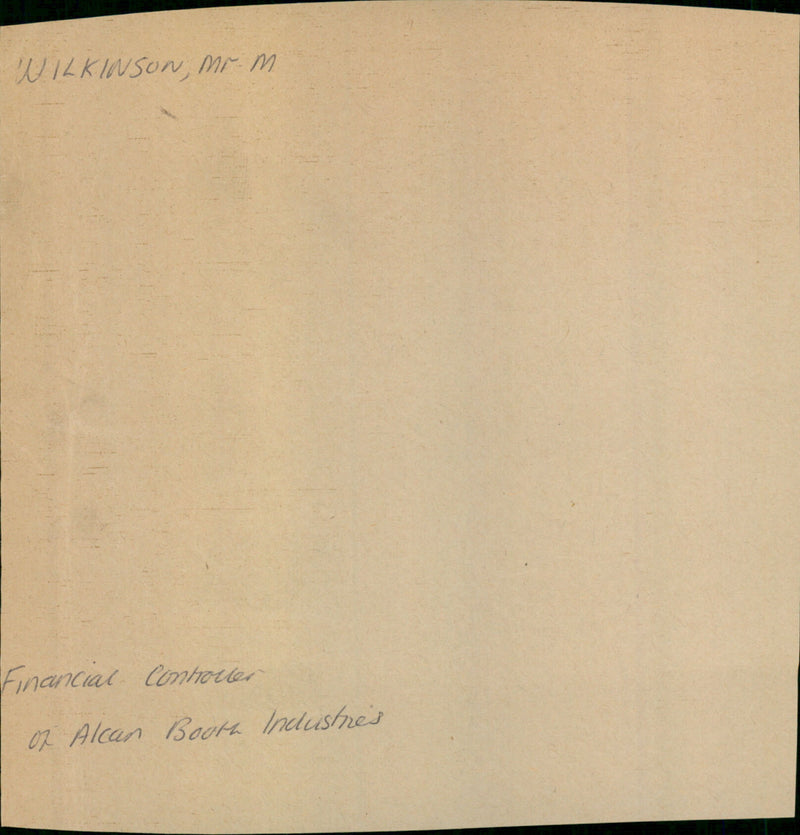 WILKINSON, Mr M
Financial Controller
of Alcan Booth Industries